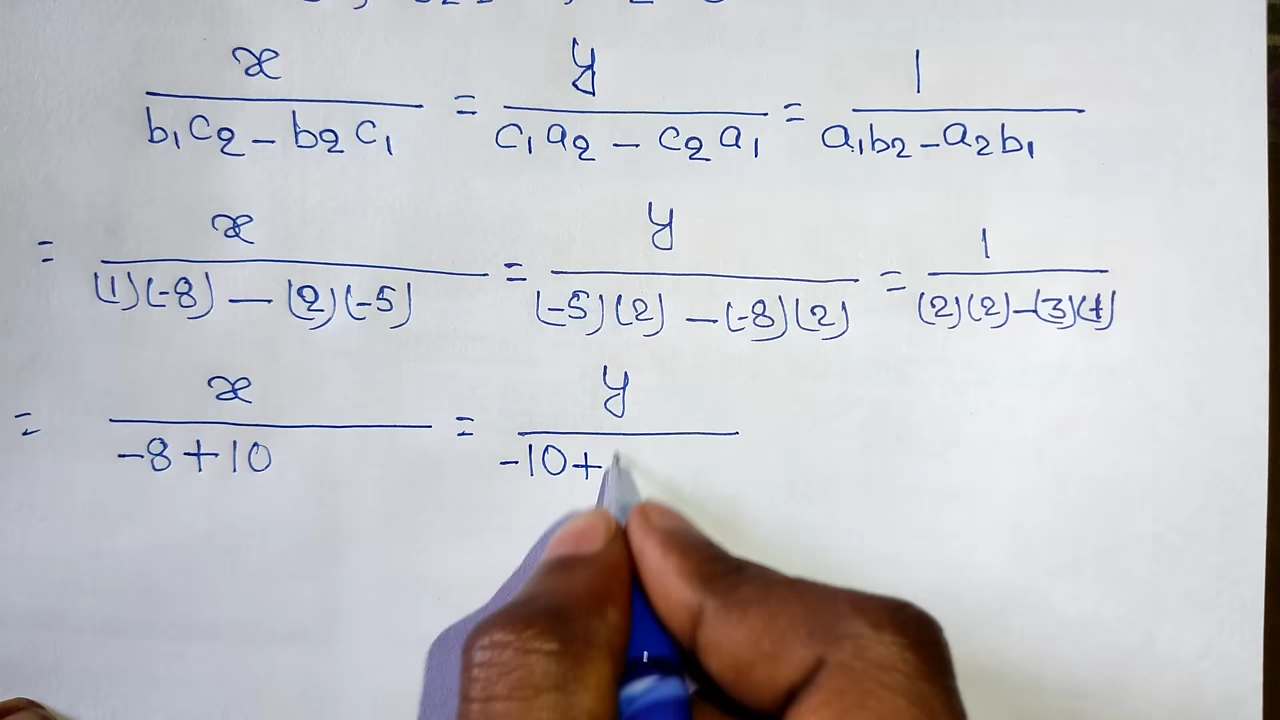 x/(b₁c₂ – b₂c₁) = y/(c₁a₂ – c₂a₁) = 1/(a₁b₂ – a₂b₁)
= x/((1)(-8) – (2)(-5)) = y/((-5)(2) – (-8)(2)) = 1/((2)(2) – (3)(1))
= x/(-8+10) = y/(-10+